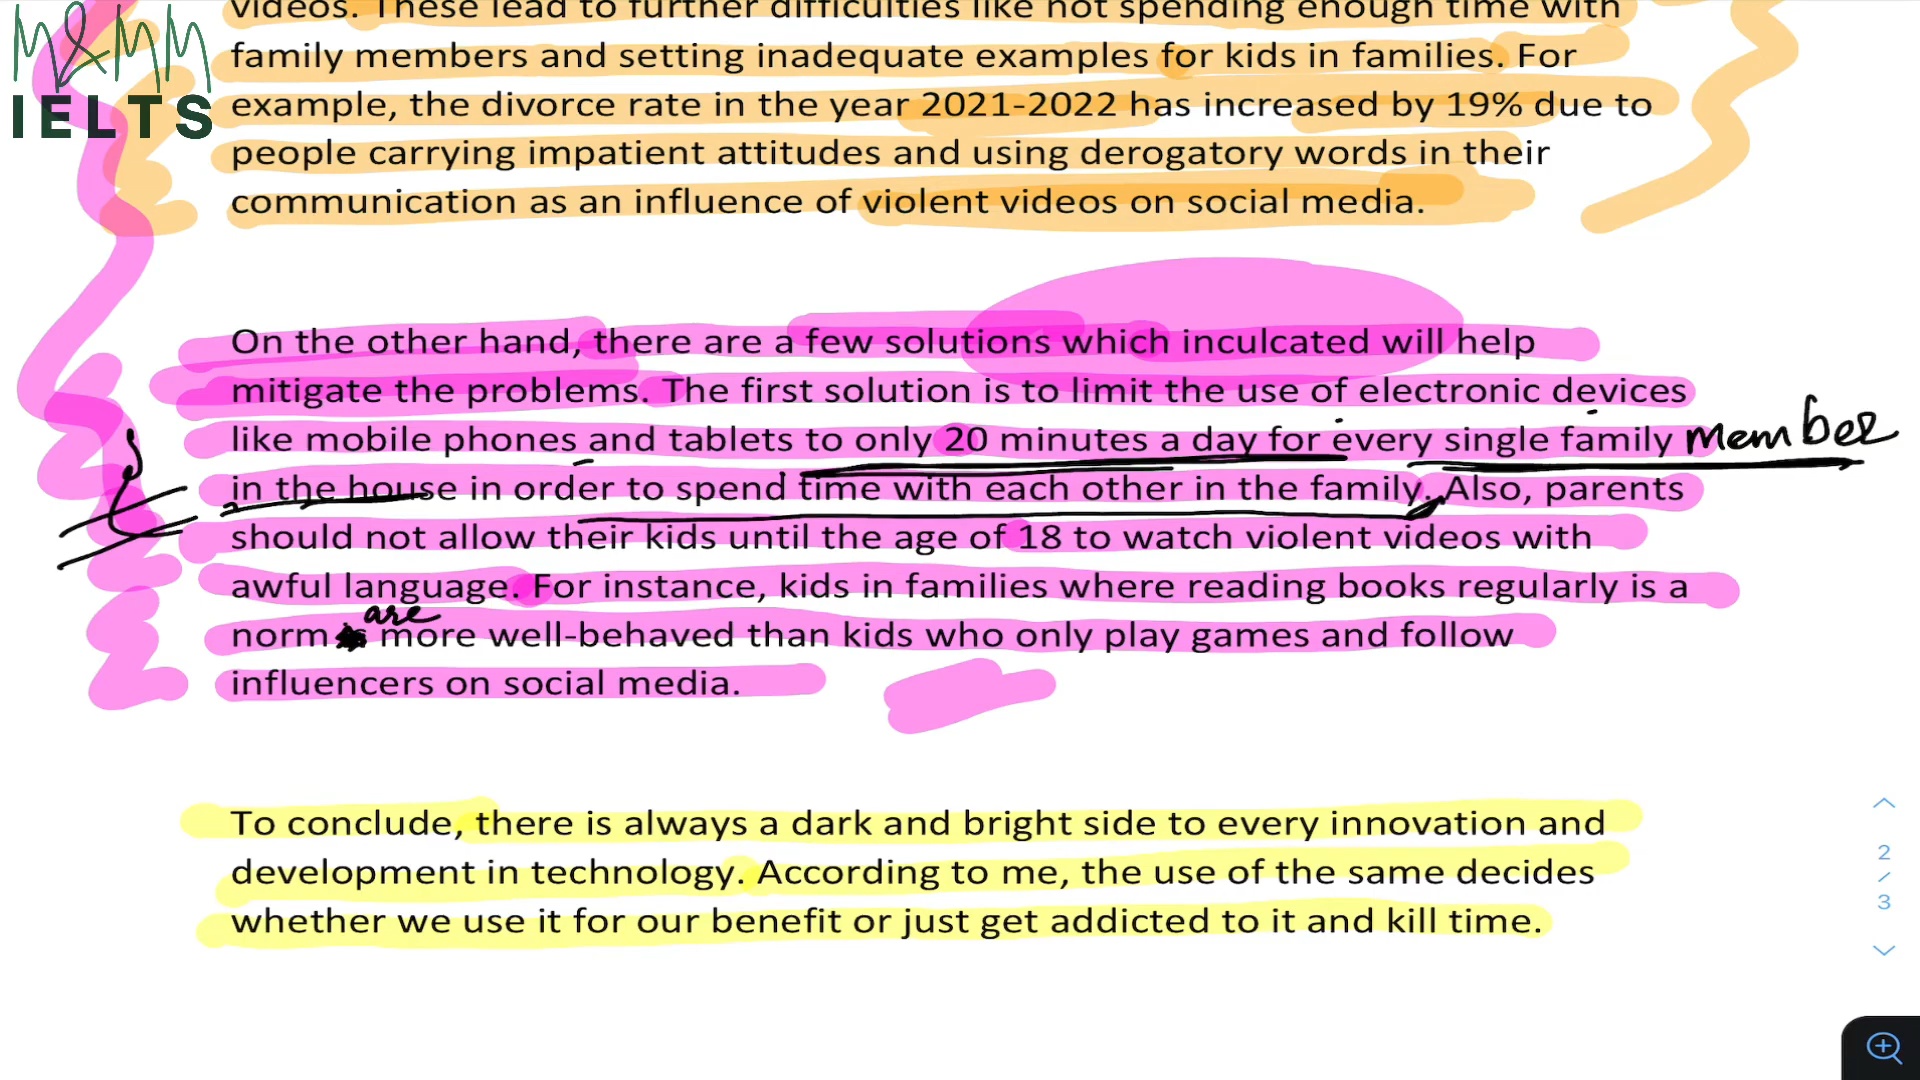 M&MM
IELTS
videos. These lead to further difficulties like not spending enough time with
family members and setting inadequate examples for kids in families. For
example, the divorce rate in the year 2021-2022 has increased by 19% due to
people carrying impatient attitudes and using derogatory words in their
communication as an influence of violent videos on social media.
On the other hand, there are a few solutions which inculcated will help
mitigate the problems. The first solution is to limit the use of electronic devices
like mobile phones and tablets to only 20 minutes a day for every single family member
in the house in order to spend time with each other in the family. Also, parents
should not allow their kids until the age of 18 to watch violent videos with
awful language. For instance, kids in families where reading books regularly is a
norm are more well-behaved than kids who only play games and follow
influencers on social media.
To conclude, there is always a dark and bright side to every innovation and
development in technology. According to me, the use of the same decides
whether we use it for our benefit or just get addicted to it and kill time.
2
/
3